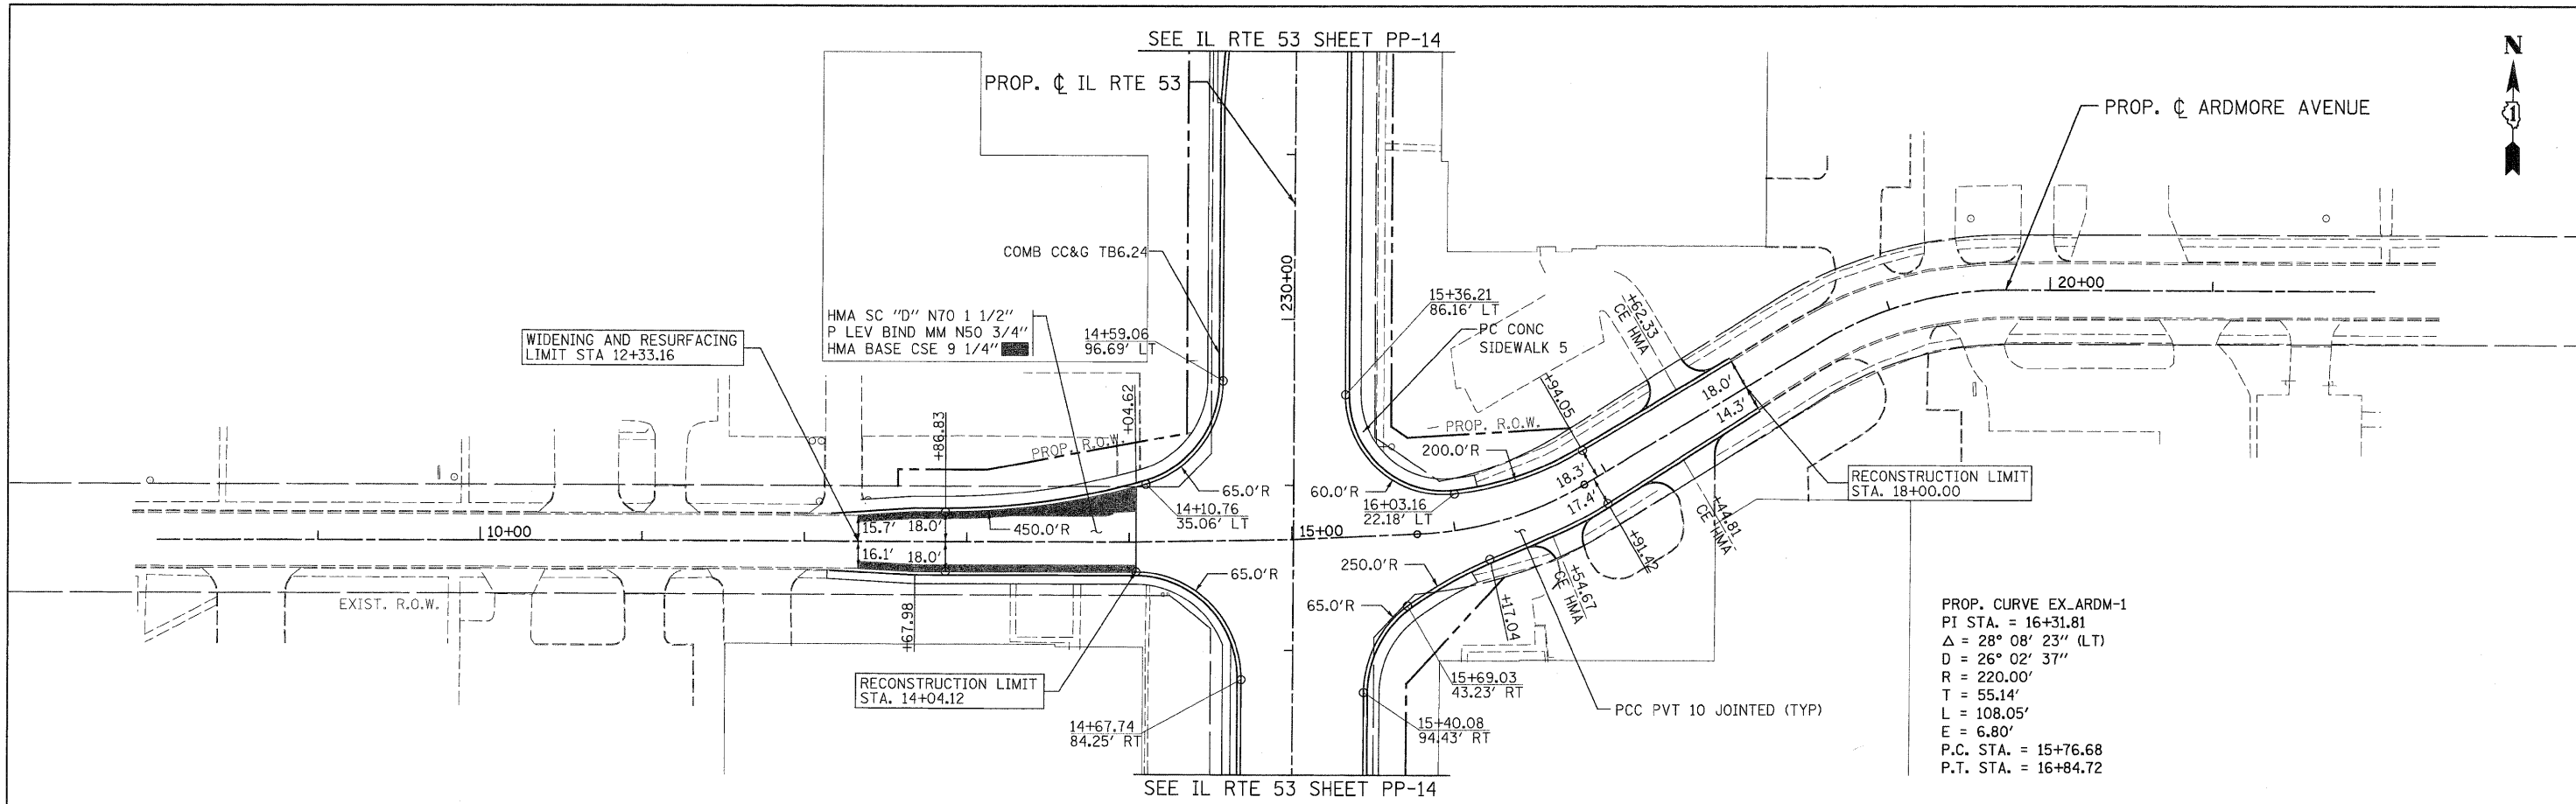 SEE IL RTE 53 SHEET PP-14
N
1
PROP. ℄ IL RTE 53
PROP. ℄ ARDMORE AVENUE
COMB CC&G TB6.24
230+00
20+00
HMA SC "D" N70 1 1/2"
P LEV BIND MM N50 3/4"
HMA BASE CSE 9 1/4"
14+59.06
96.69' LT
15+36.21
86.16' LT
PC CONC
SIDEWALK 5
+62.33
CE HMA
WIDENING AND RESURFACING
LIMIT STA 12+33.16
+94.05
18.0'
14.3'
+86.83
+04.62
PROP. R.O.W.
PROP. R.O.W.
200.0'R
65.0'R
60.0'R
18.3'
17.4'
RECONSTRUCTION LIMIT
STA. 18+00.00
14+10.76
35.06' LT
16+03.16
22.18' LT
10+00
15.7'
18.0'
450.0'R
15+00
16.1'
18.0'
+44.81
CE HMA
+91.42
EXIST. R.O.W.
65.0'R
250.0'R
65.0'R
+54.67
CE HMA
+17.04
+67.98
RECONSTRUCTION LIMIT
STA. 14+04.12
15+69.03
43.23' RT
PCC PVT 10 JOINTED (TYP)
14+67.74
84.25' RT
15+40.08
94.43' RT
PROP. CURVE EX_ARDM-1
PI STA. = 16+31.81
Δ = 28° 08' 23" (LT)
D = 26° 02' 37"
R = 220.00'
T = 55.14'
L = 108.05'
E = 6.80'
P.C. STA. = 15+76.68
P.T. STA. = 16+84.72
SEE IL RTE 53 SHEET PP-14